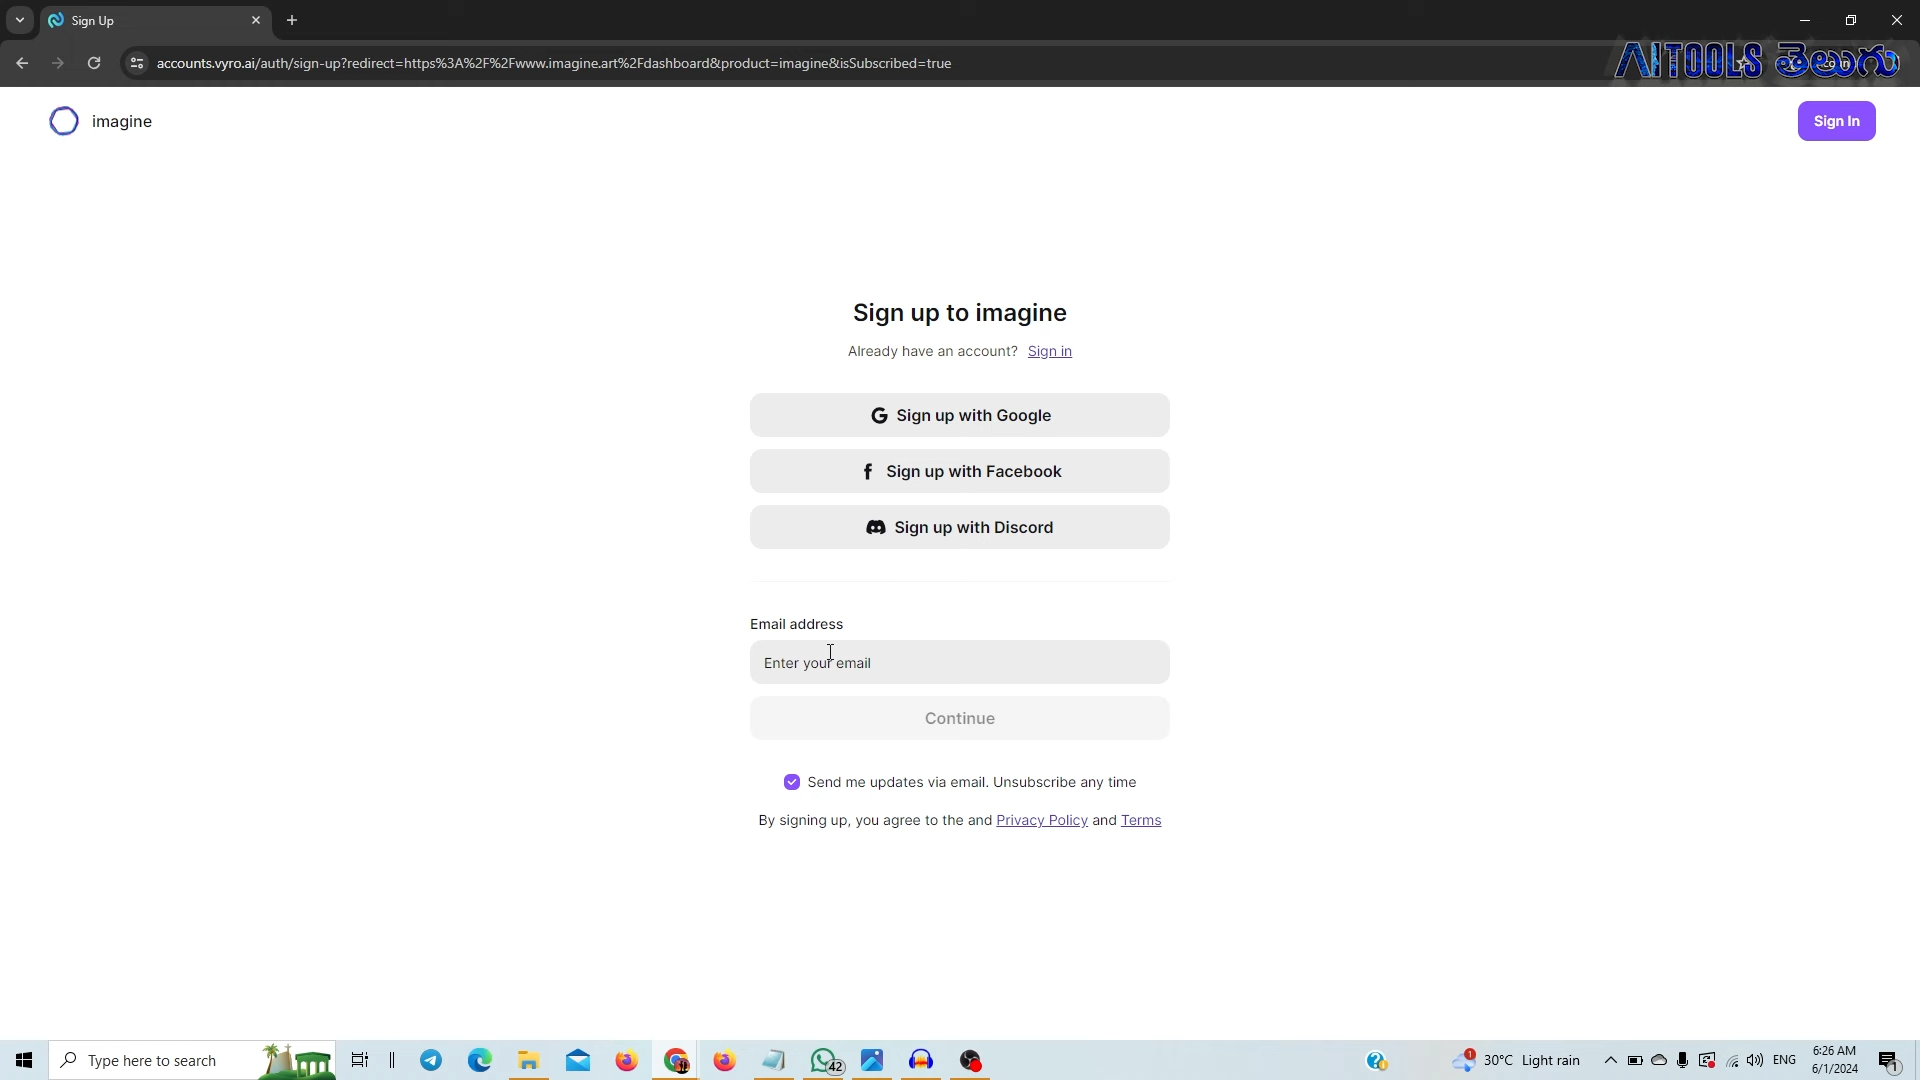 Sign Up
accounts.vyro.ai/auth/sign-up?redirect=https%3A%2F%2Fwww.imagine.art%2Fdashboard&product=imagine&isSubscribed=true
AI TOOLS తెలుగు
imagine
Sign In
Sign up to imagine
Already have an account? Sign in
Sign up with Google
Sign up with Facebook
Sign up with Discord
Email address
Enter your email
Continue
Send me updates via email. Unsubscribe any time
By signing up, you agree to the and Privacy Policy and Terms
Type here to search
42
1
30°C Light rain
ENG
6:26 AM
6/1/2024
1